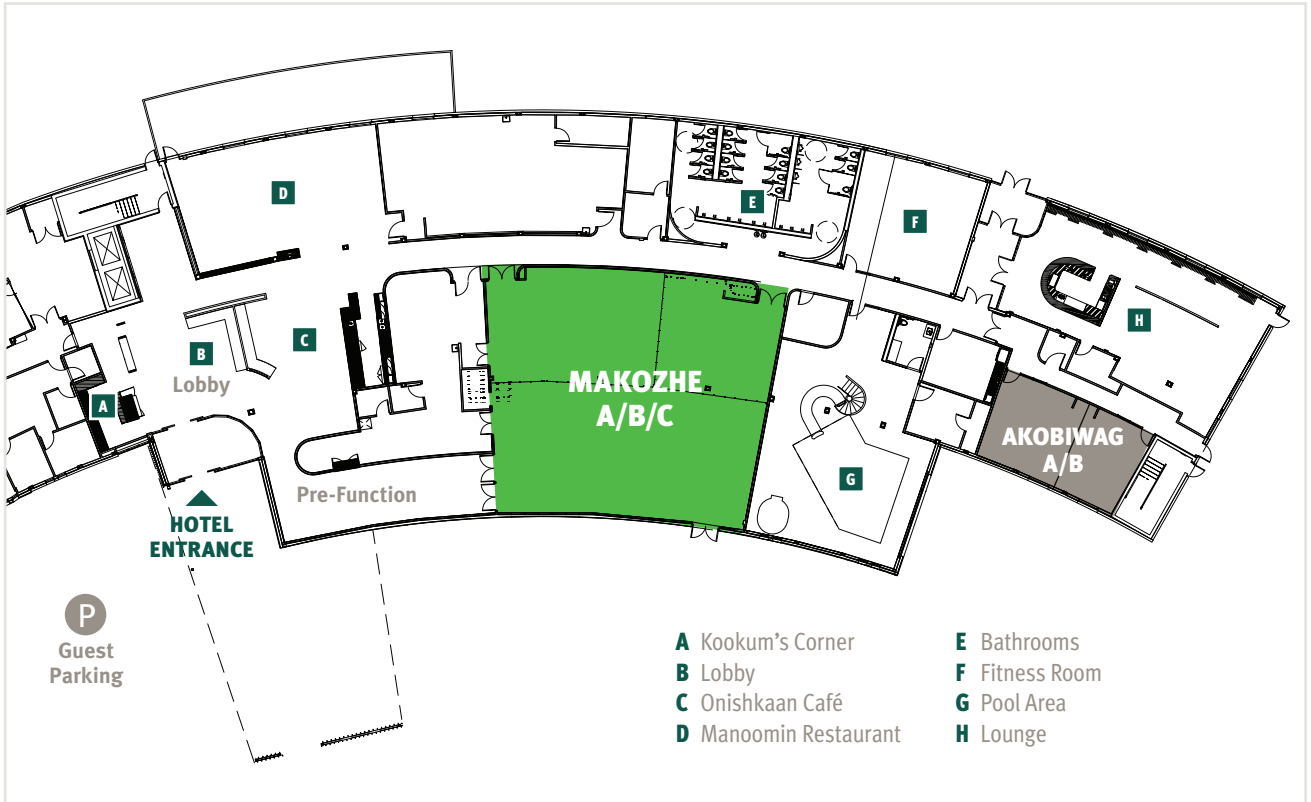 D
E
F
H
C
B
Lobby
A
MAKOZHE
A/B/C
AKOBIWAG
A/B
G
Pre-Function
HOTEL
ENTRANCE
P
Guest
Parking
A Kookum's Corner
B Lobby
C Onishkaan Café
D Manoomin Restaurant
E Bathrooms
F Fitness Room
G Pool Area
H Lounge